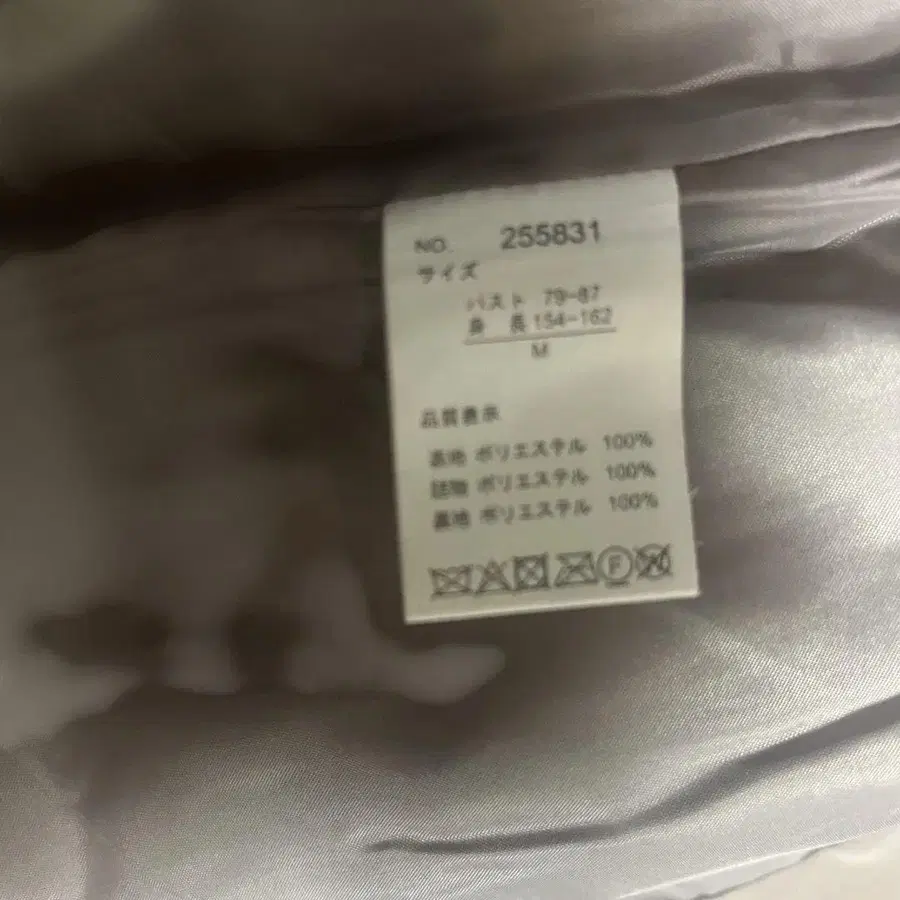 NO. 255831
サイズ
バスト 79-87
身 長 154-162
M
品質表示
表地 ポリエステル 100%
詰物 ポリエステル 100%
裏地 ポリエステル 100%
F